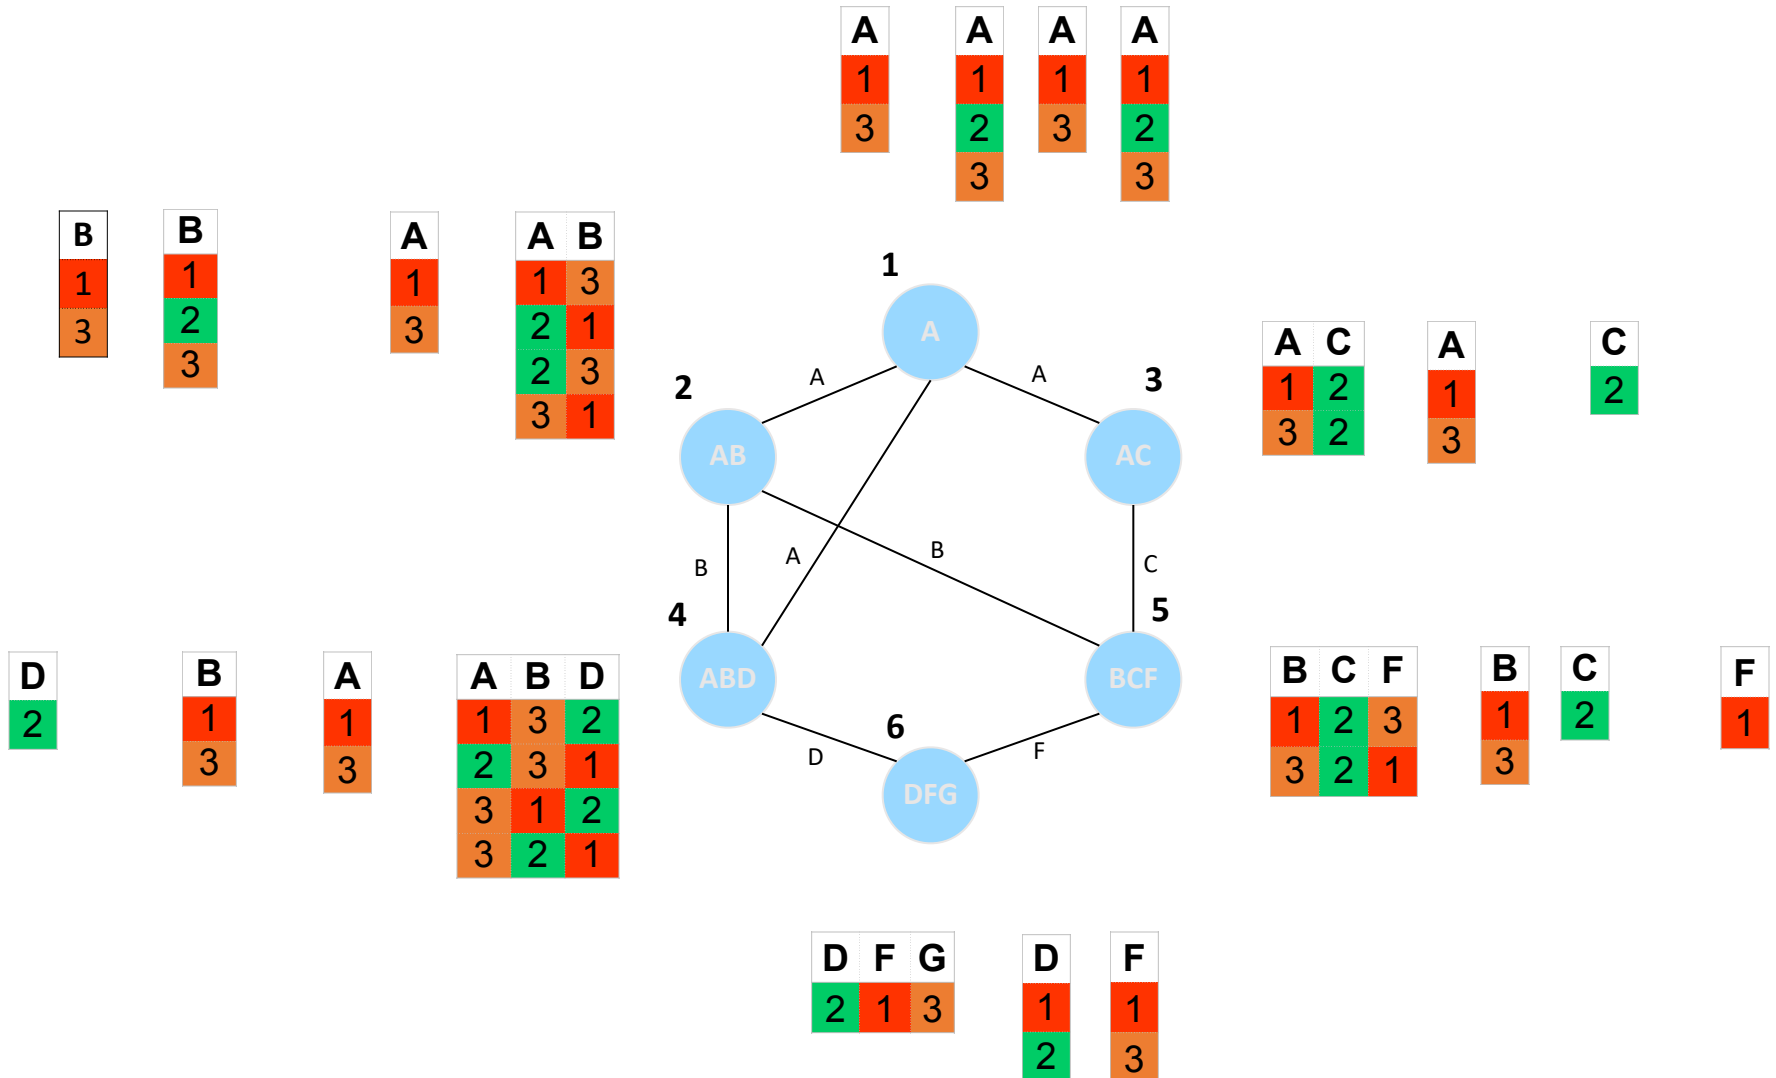 A A A A
1 1 1 1
3 2 3 2
3 3
B B A A B
1 1 1 1 3
3 2 3 2 1
3 2 3
3 1
1
A
A A
2 3
AB AC
A C A C
1 2 1 2
3 2 3
B A B C
4 5
ABD BCF
D F
6
DFG
D B A A B D
2 1 1 1 3 2
3 3 2 3 1
3 1 2
3 2 1
B C F B C F
1 2 3 1 2 1
3 2 1 3
D F G D F
2 1 3 1 1
2 3